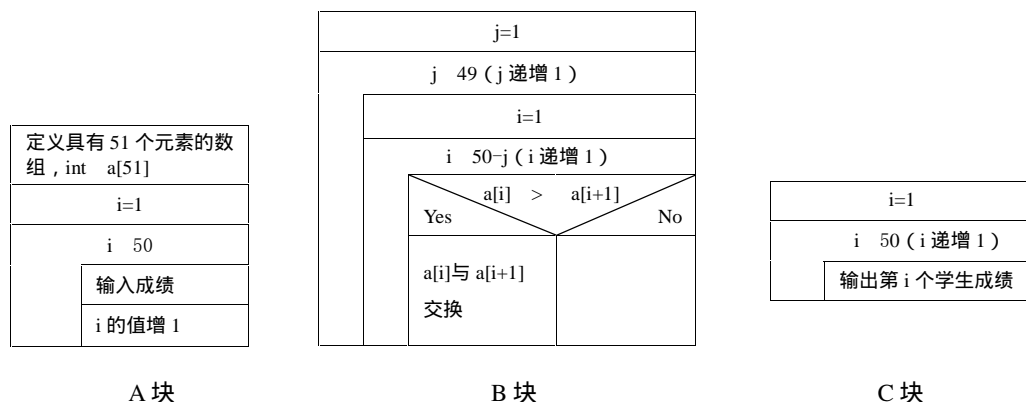 定义具有 51 个元素的数
组，int a[51]
i=1
i 50
输入成绩
i 的值增 1
A 块
j=1
j 49（j 递增 1）
i=1
i 50-j（i 递增 1）
a[i] > a[i+1]
Yes No
a[i]与 a[i+1]
交换
B 块
i=1
i 50（i 递增 1）
输出第 i 个学生成绩
C 块